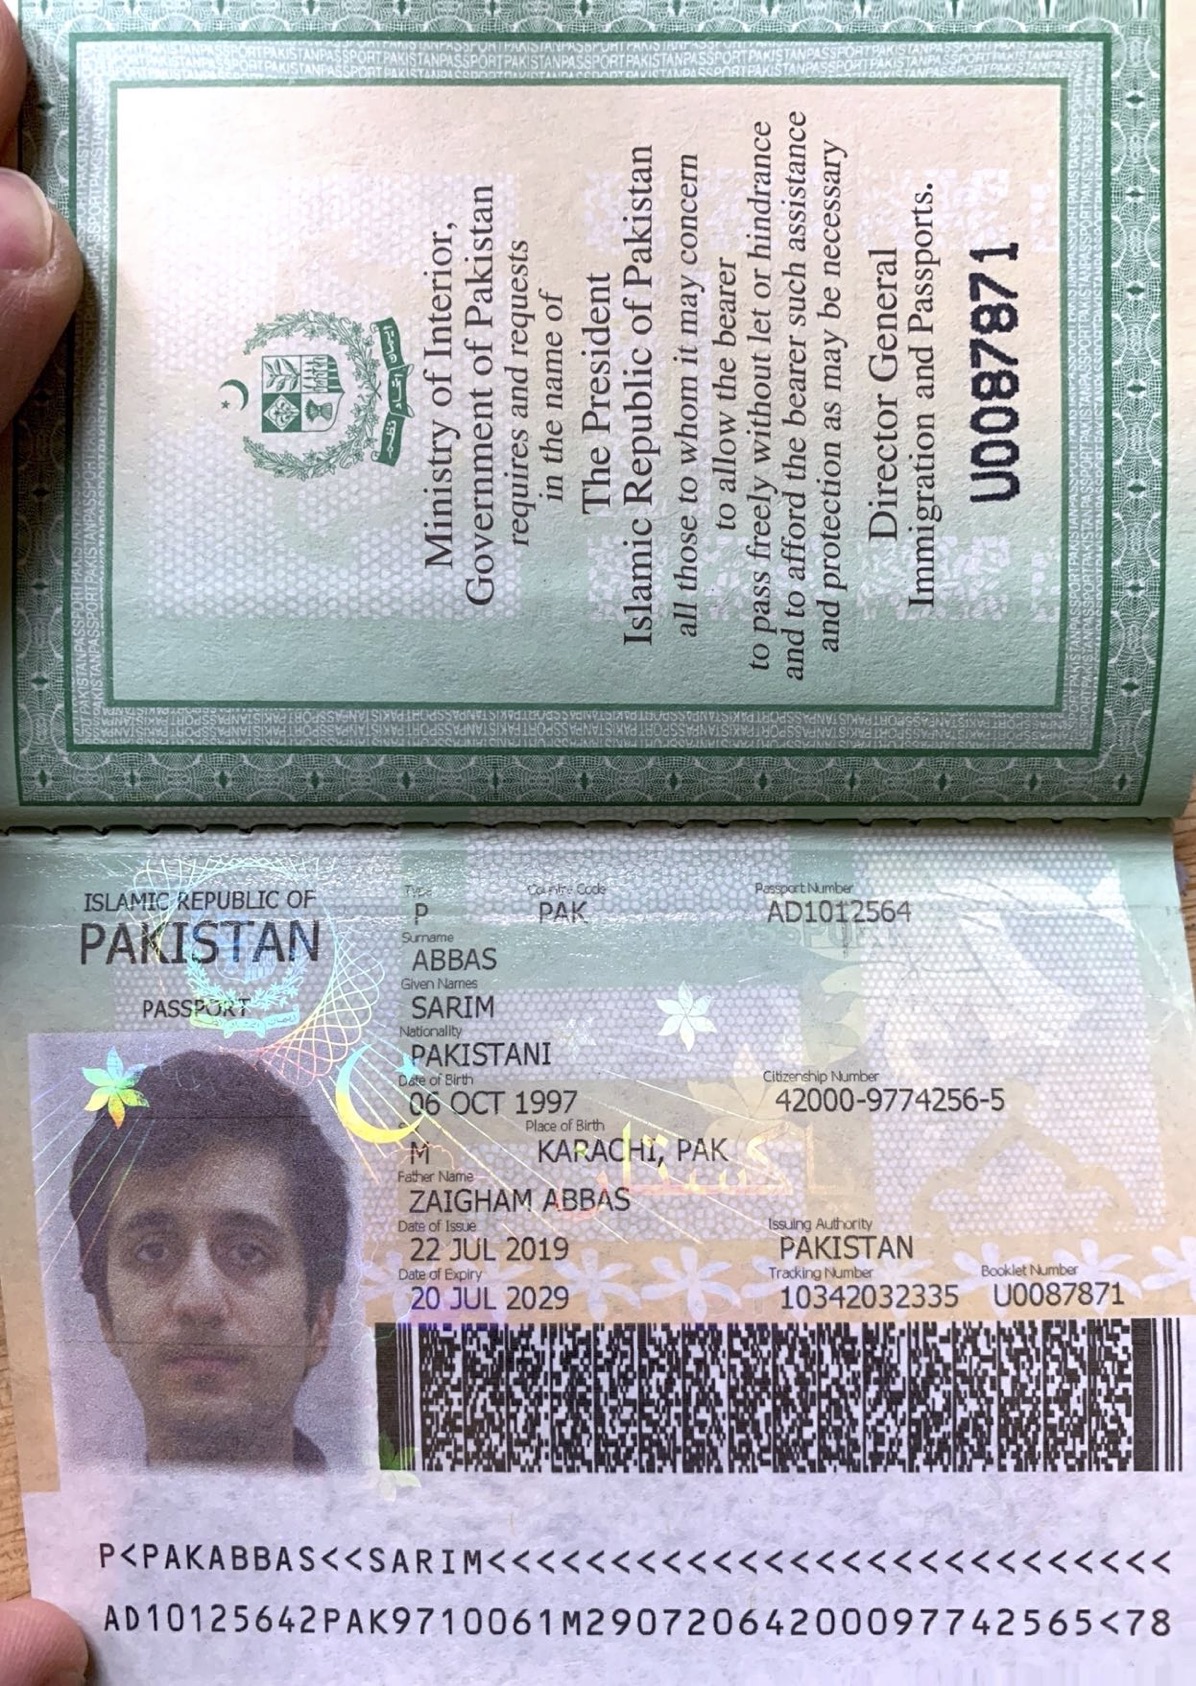 Ministry of Interior,
Government of Pakistan
requires and requests
in the name of
The President
Islamic Republic of Pakistan
all those to whom it may concern
to allow the bearer
to pass freely without let or hindrance
and to afford the bearer such assistance
and protection as may be necessary
Director General
Immigration and Passports.
U0087871
ISLAMIC REPUBLIC OF
PAKISTAN
PASSPORT
Type Country Code Passport Number
P PAK AD1012564
Surname
ABBAS
Given Names
SARIM
Nationality
PAKISTANI
Date of Birth Citizenship Number
06 OCT 1997 42000-9774256-5
Place of Birth
M KARACHI, PAK
Father Name
ZAIGHAM ABBAS
Date of Issue Issuing Authority
22 JUL 2019 PAKISTAN
Date of Expiry Tracking Number Booklet Number
20 JUL 2029 10342032335 U0087871
پاکستان
P<PAKABBAS<<SARIM<<<<<<<<<<<<<<<<<<<<<<<<<<<
AD10125642PAK9710061M29072064200097742565<78